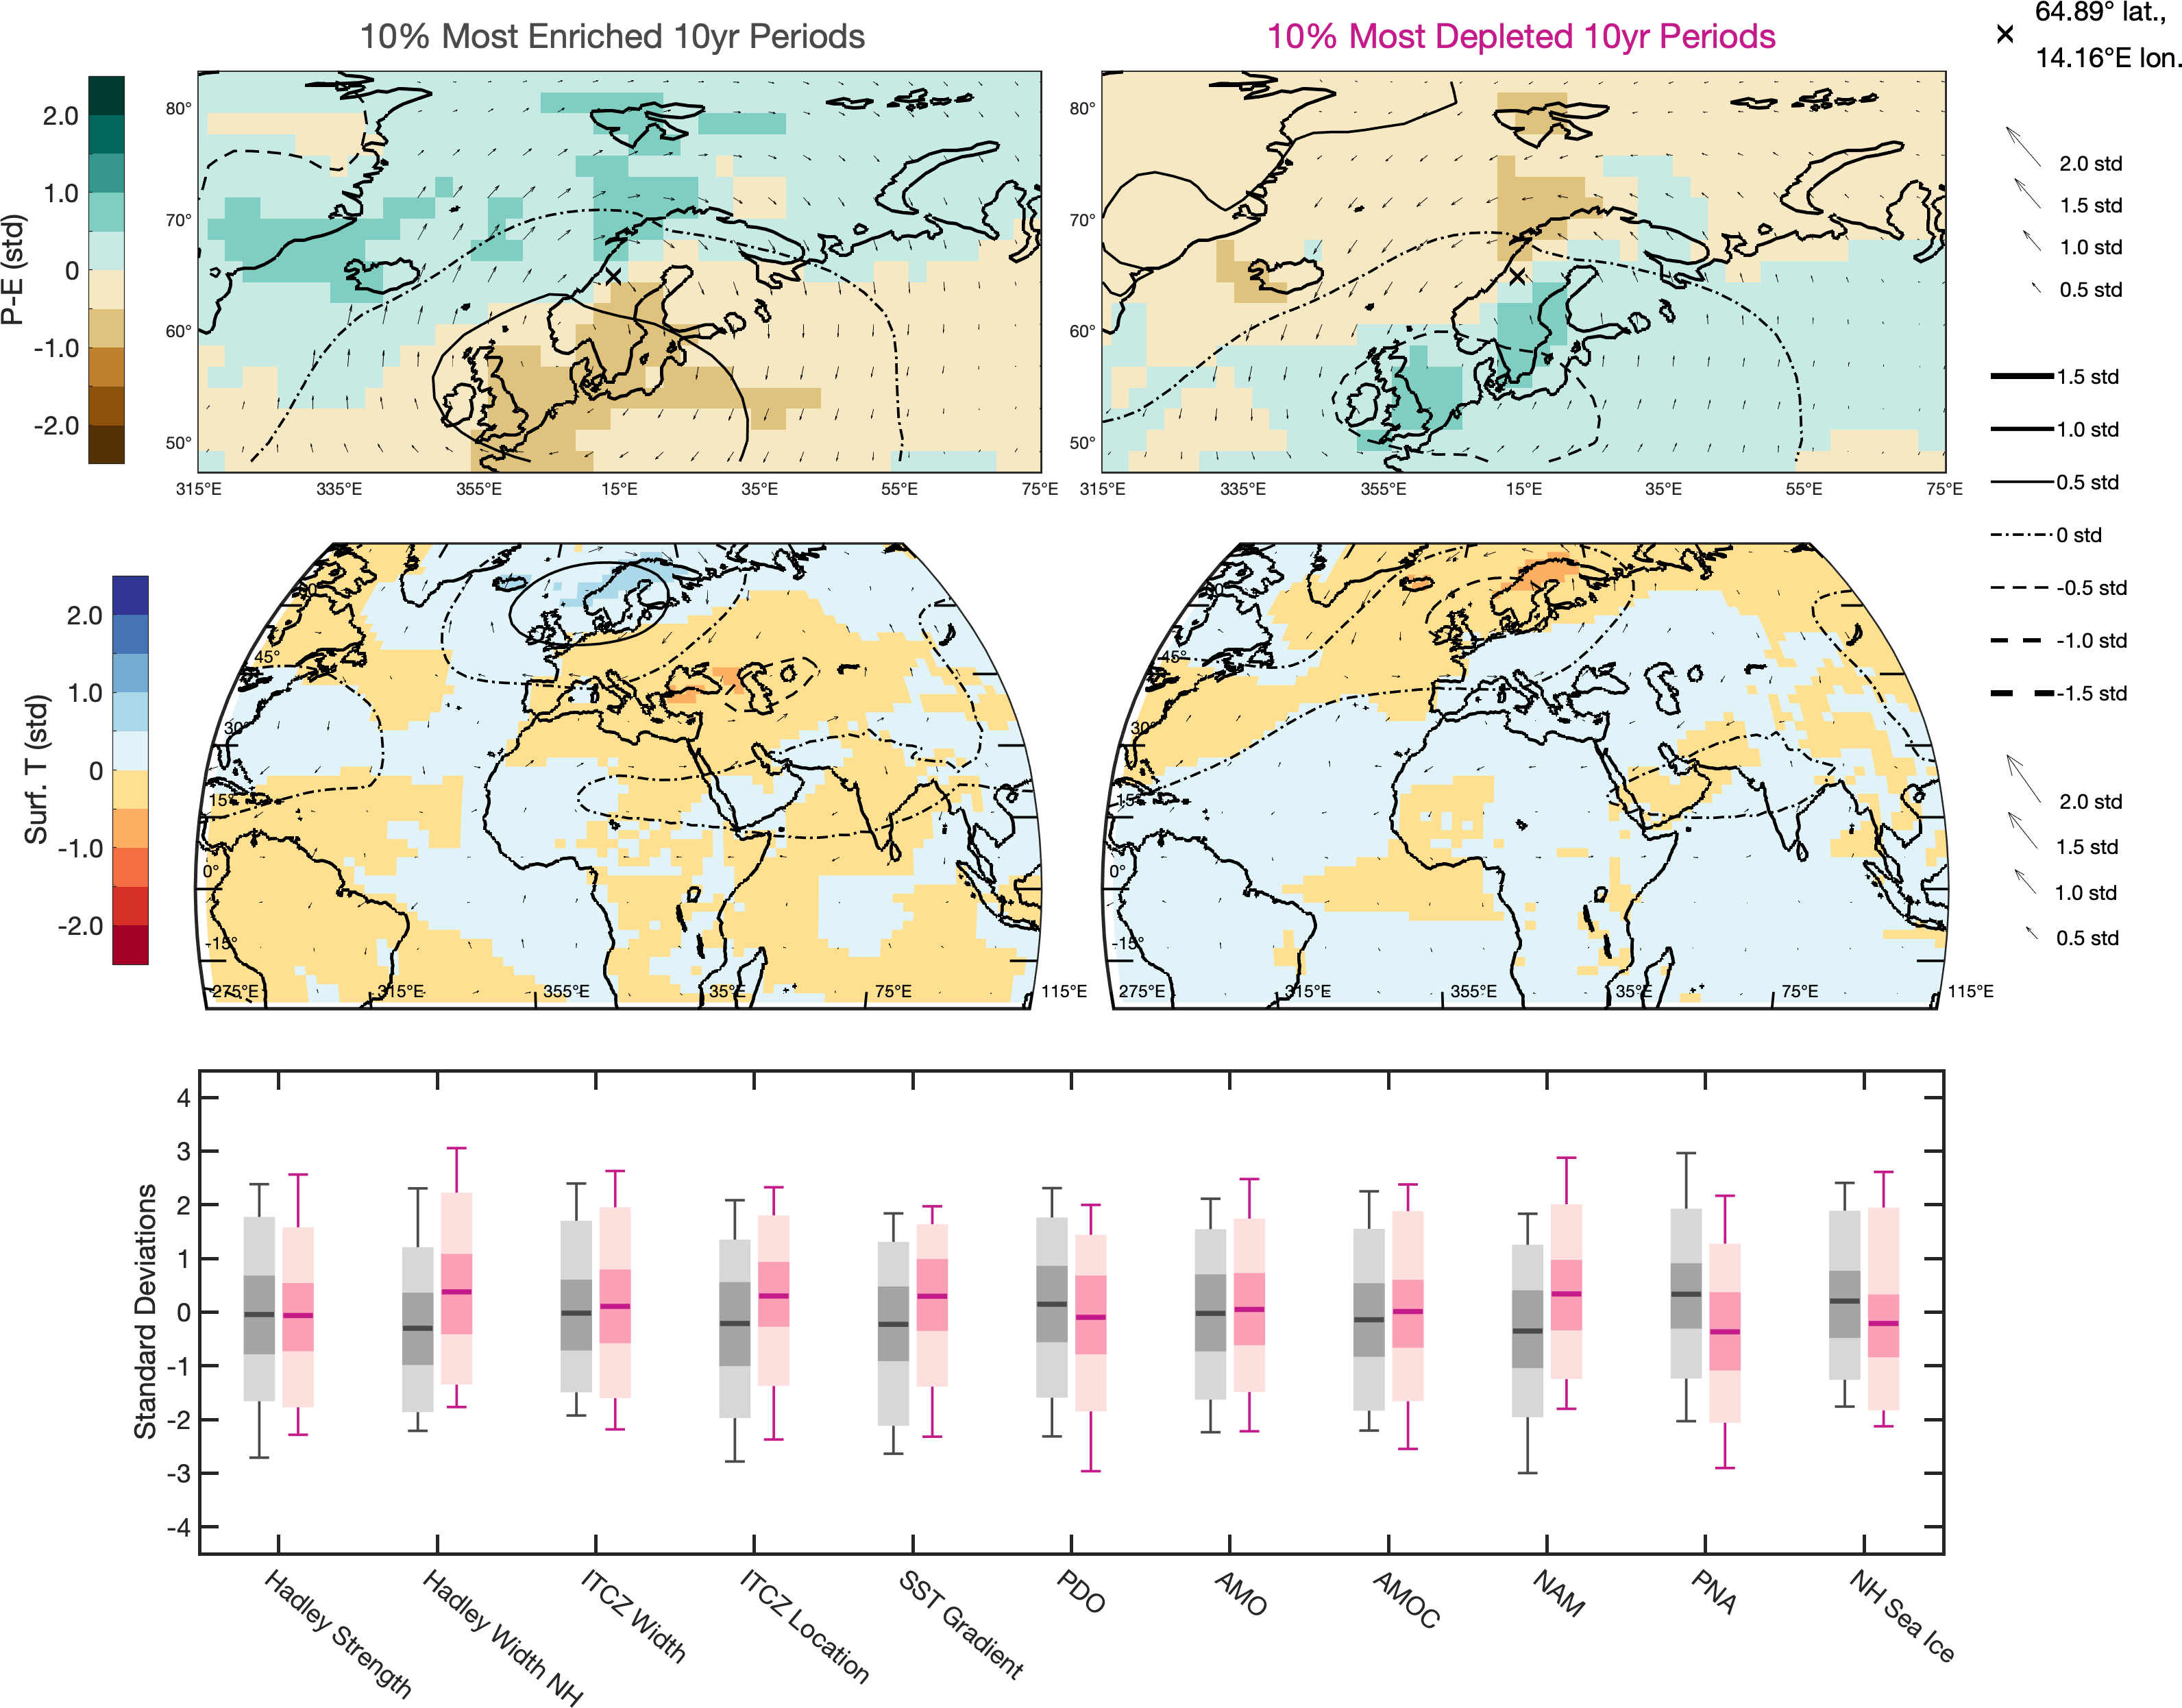 10% Most Enriched 10yr Periods
10% Most Depleted 10yr Periods
64.89° lat.,
14.16°E lon.
P-E (std)
2.0
1.0
0
-1.0
-2.0
80°
70°
60°
50°
315°E 335°E 355°E 15°E 35°E 55°E 75°E
80°
70°
60°
50°
315°E 335°E 355°E 15°E 35°E 55°E 75°E
2.0 std
1.5 std
1.0 std
0.5 std
1.5 std
1.0 std
0.5 std
0 std
-0.5 std
-1.0 std
-1.5 std
Surf. T (std)
2.0
1.0
0
-1.0
-2.0
45°
30°
15°
0°
-15°
275°E 315°E 355°E 35°E 75°E 115°E
45°
30°
15°
0°
-15°
275°E 315°E 355°E 35°E 75°E 115°E
2.0 std
1.5 std
1.0 std
0.5 std
Standard Deviations
4
3
2
1
0
-1
-2
-3
-4
Hadley Strength
Hadley Width NH
ITCZ Width
ITCZ Location
SST Gradient
PDO
AMO
AMOC
NAM
PNA
NH Sea Ice